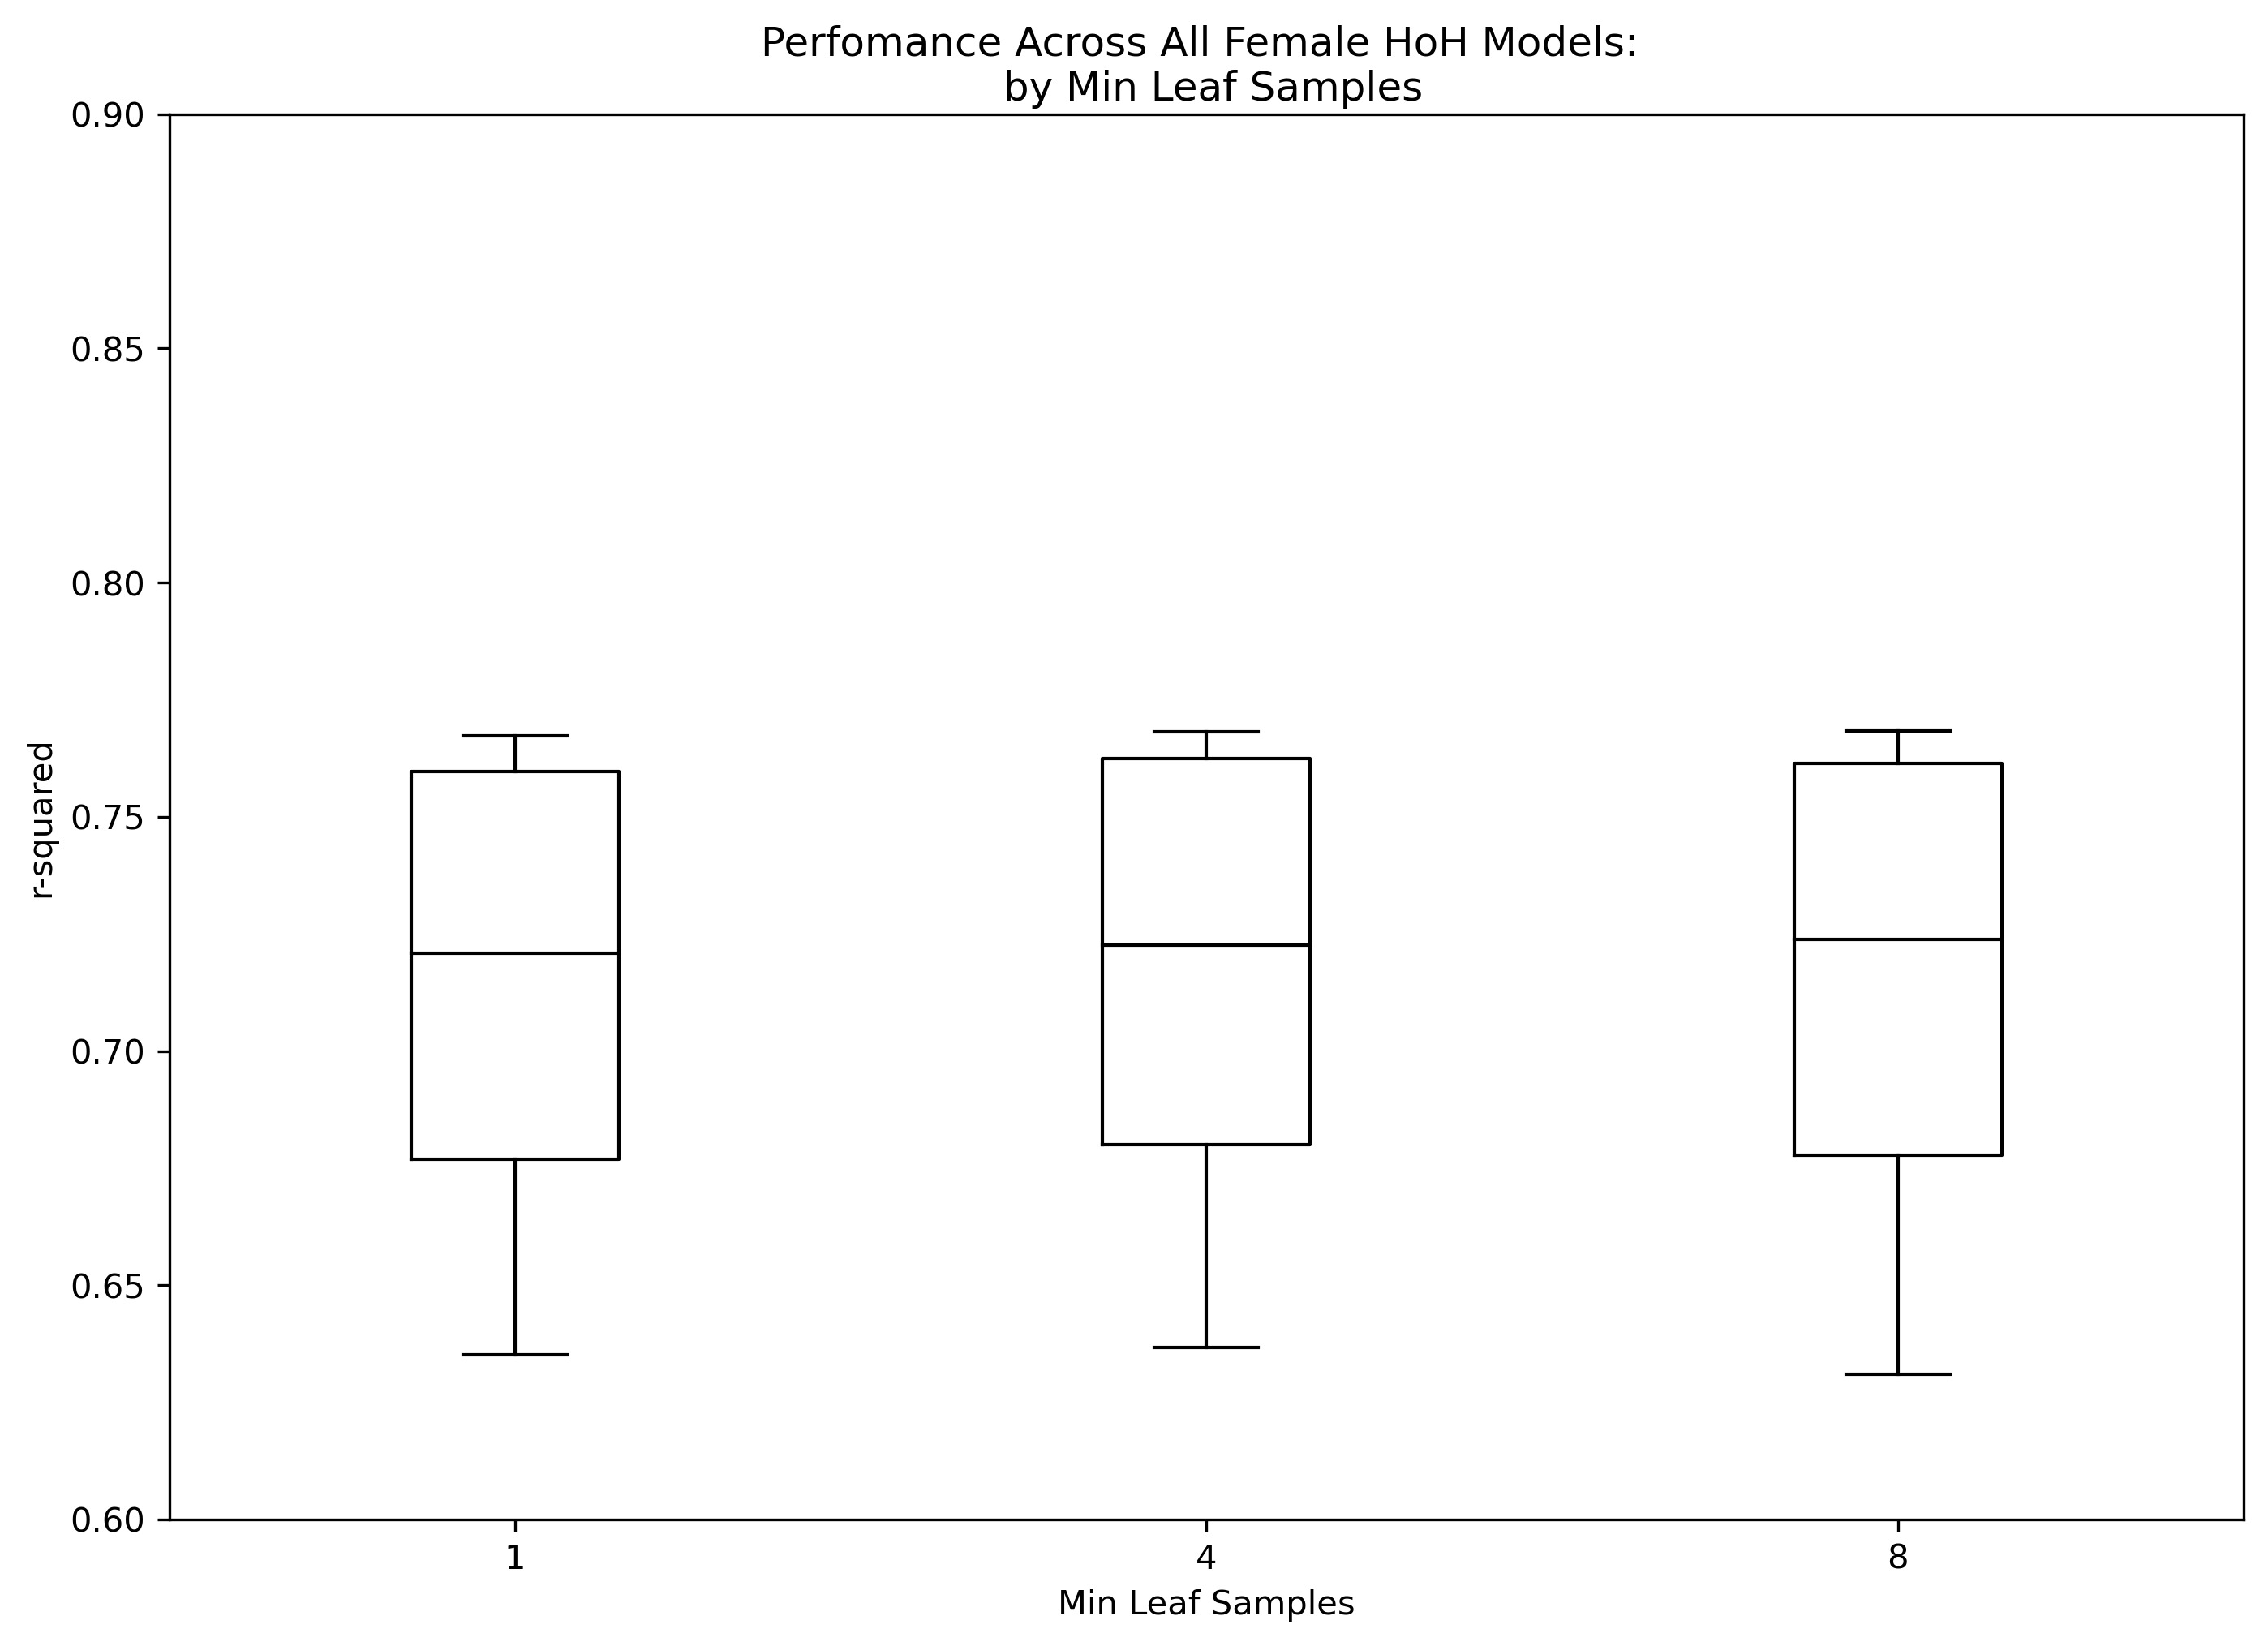 Perfomance Across All Female HoH Models:
by Min Leaf Samples
0.90
0.85
0.80
0.75
0.70
0.65
0.60
r-squared
1
4
8
Min Leaf Samples